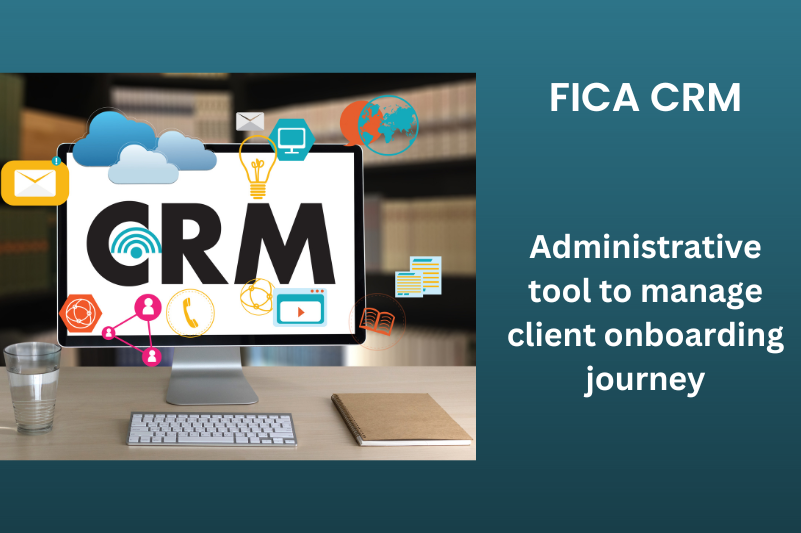 CRM
FICA CRM
Administrative
tool to manage
client onboarding
journey